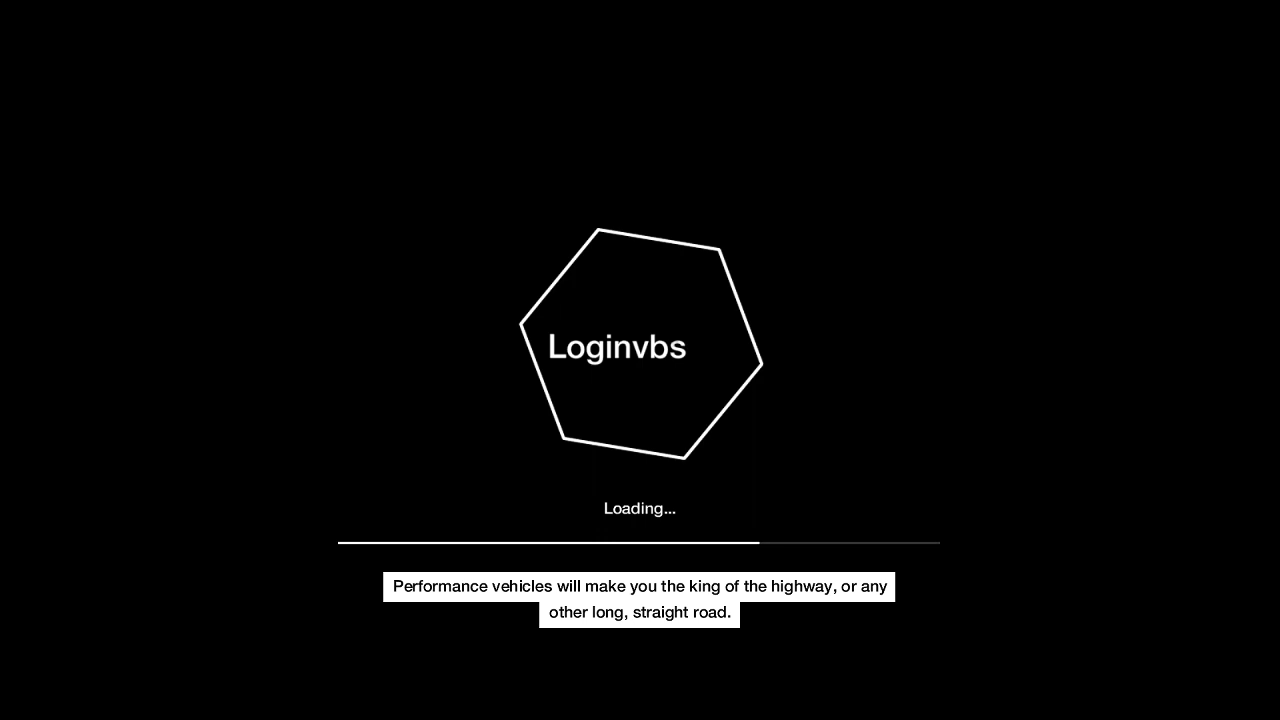 Loginvbs
Loading...
Performance vehicles will make you the king of the highway, or any
other long, straight road.